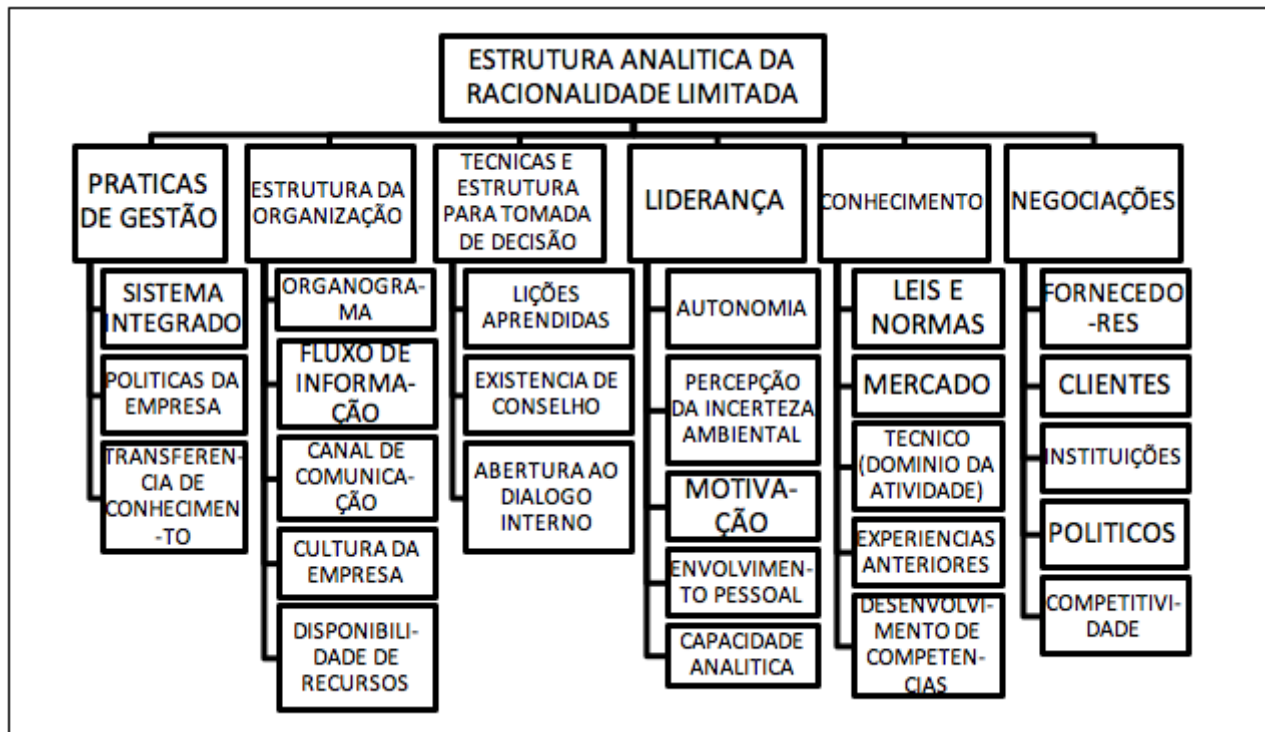 ESTRUTURA ANALITICA DA
RACIONALIDADE LIMITADA
PRATICAS
DE GESTÃO
SISTEMA
INTEGRADO
POLITICAS DA
EMPRESA
TRANSFEREN-
CIA DE
CONHECIMEN-
-TO
ESTRUTURA DA
ORGANIZAÇÃO
ORGANOGRA-
MA
FLUXO DE
INFORMA-
ÇÃO
CANAL DE
COMUNICA-
ÇÃO
CULTURA DA
EMPRESA
DISPONIBILI-
DADE DE
RECURSOS
TECNICAS E
ESTRUTURA
PARA TOMADA
DE DECISÃO
LIÇÕES
APRENDIDAS
EXISTENCIA DE
CONSELHO
ABERTURA AO
DIALOGO
INTERNO
LIDERANÇA
AUTONOMIA
PERCEPÇÃO
DA INCERTEZA
AMBIENTAL
MOTIVA-
ÇÃO
ENVOLVIMEN-
TO PESSOAL
CAPACIDADE
ANALITICA
CONHECIMENTO
LEIS E
NORMAS
MERCADO
TECNICO
(DOMINIO DA
ATIVIDADE)
EXPERIENCIAS
ANTERIORES
DESENVOLVI-
MENTO DE
COMPETEN-
CIAS
NEGOCIAÇÕES
FORNECEDO-
-RES
CLIENTES
INSTITUIÇÕES
POLITICOS
COMPETITIVI-
DADE